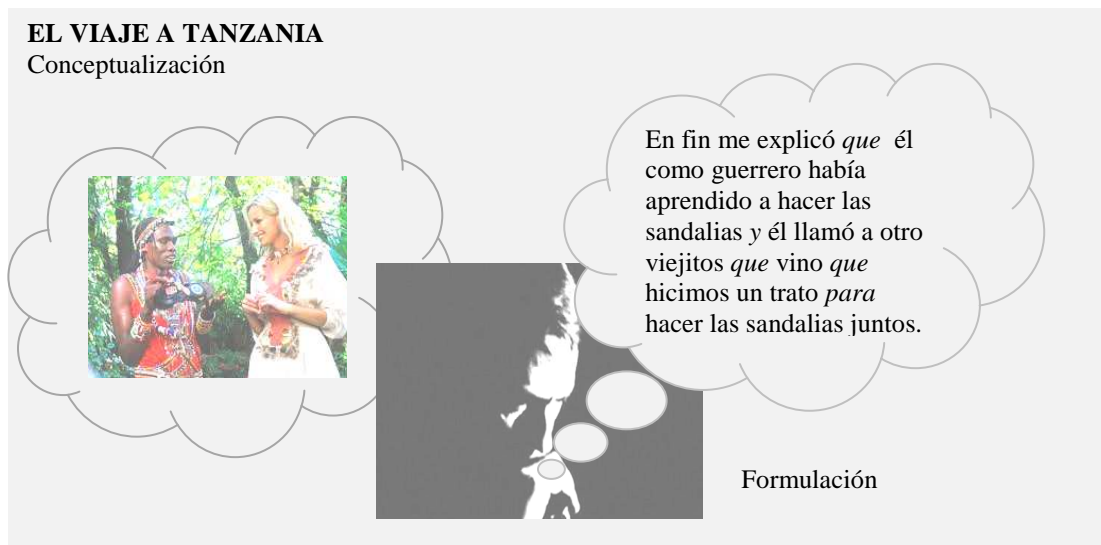 EL VIAJE A TANZANIA
Conceptualización
En fin me explicó que él
como guerrero había
aprendido a hacer las
sandalias y él llamó a otro
viejitos que vino que
hicimos un trato para
hacer las sandalias juntos.
Formulación